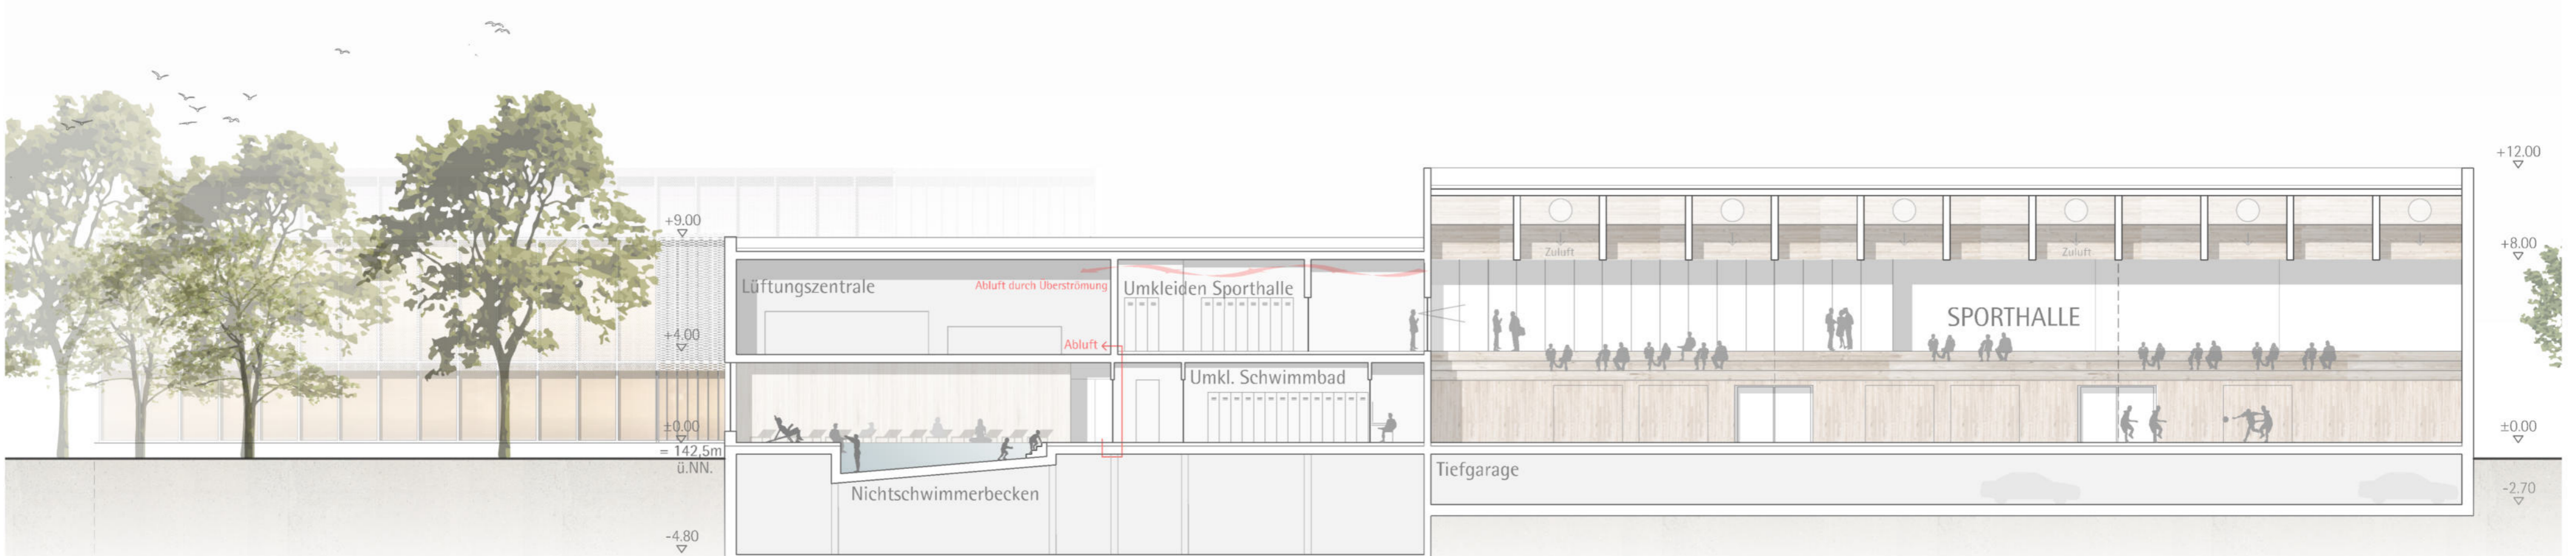 +12.00
+9.00
+8.00
Zuluft
Zuluft
Lüftungszentrale
Abluft durch Überströmung
Umkleiden Sporthalle
SPORTHALLE
+4.00
Abluft
Umkl. Schwimmbad
±0.00
= 142,5m
ü.NN.
±0.00
Tiefgarage
Nichtschwimmerbecken
-2.70
-4.80